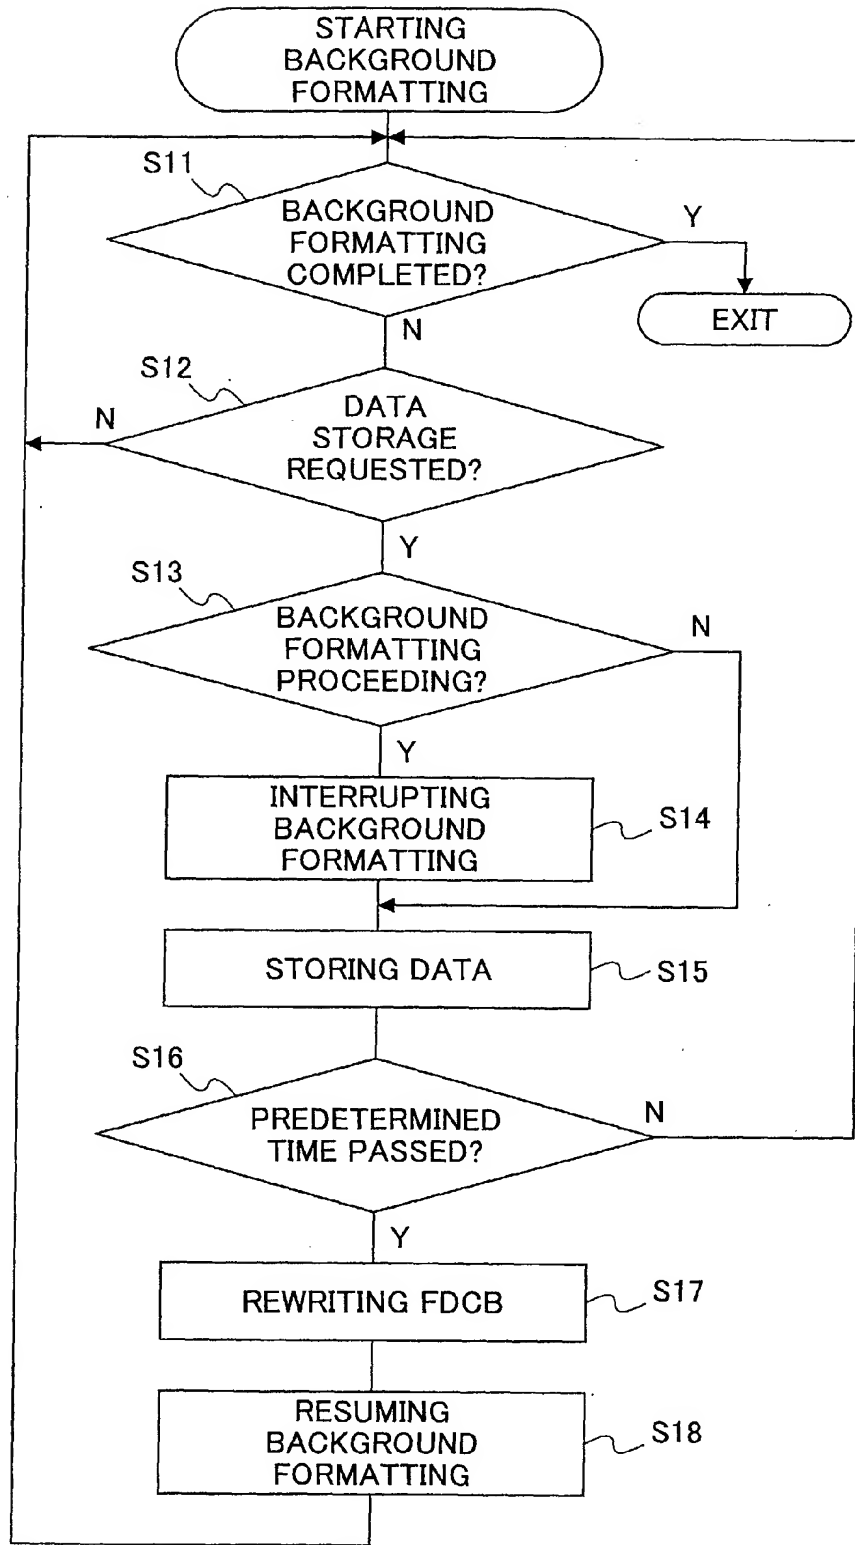 STARTING
BACKGROUND
FORMATTING
S11
BACKGROUND
FORMATTING
COMPLETED?
Y
EXIT
N
S12
DATA
STORAGE
REQUESTED?
N
Y
S13
BACKGROUND
FORMATTING
PROCEEDING?
N
Y
INTERRUPTING
BACKGROUND
FORMATTING
S14
STORING DATA
S15
S16
PREDETERMINED
TIME PASSED?
N
Y
REWRITING FDCB
S17
RESUMING
BACKGROUND
FORMATTING
S18